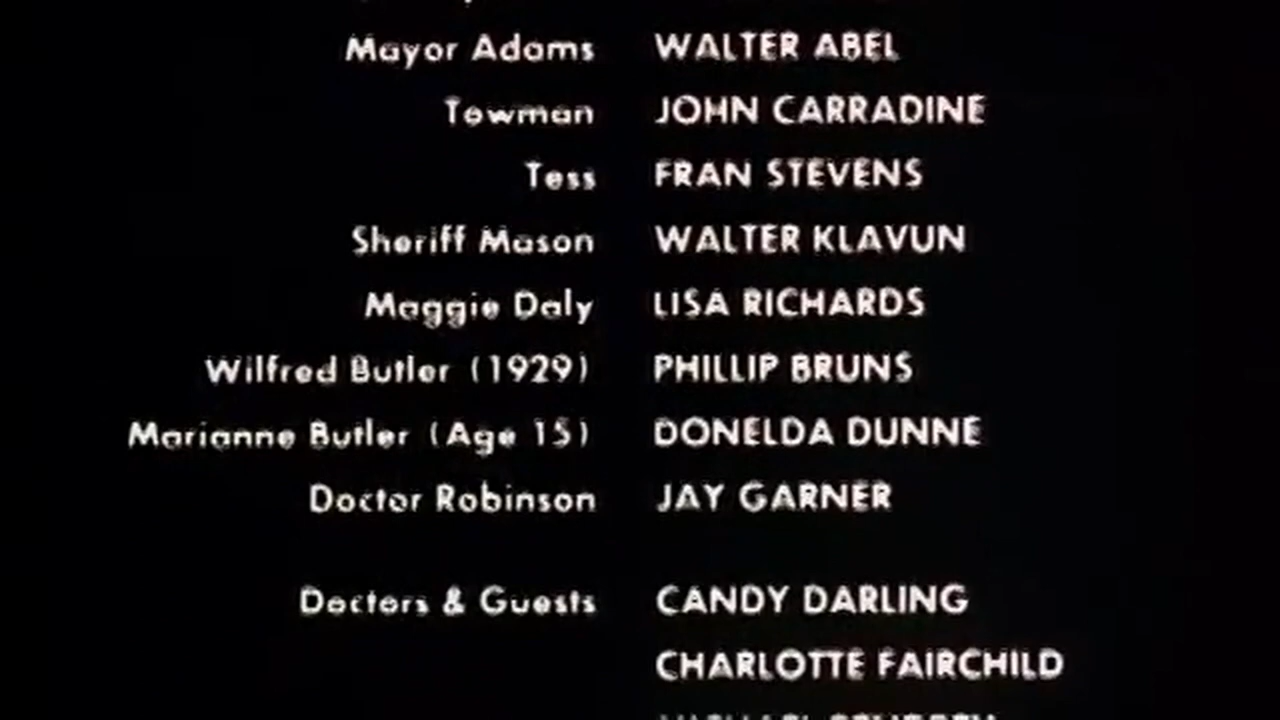 Mayor Adams WALTER ABEL
Towman JOHN CARRADINE
Tess FRAN STEVENS
Sheriff Mason WALTER KLAVUN
Maggie Daly LISA RICHARDS
Wilfred Butler (1929) PHILLIP BRUNS
Marianne Butler (Age 15) DONELDA DUNNE
Doctor Robinson JAY GARNER
Doctors & Guests CANDY DARLING
CHARLOTTE FAIRCHILD